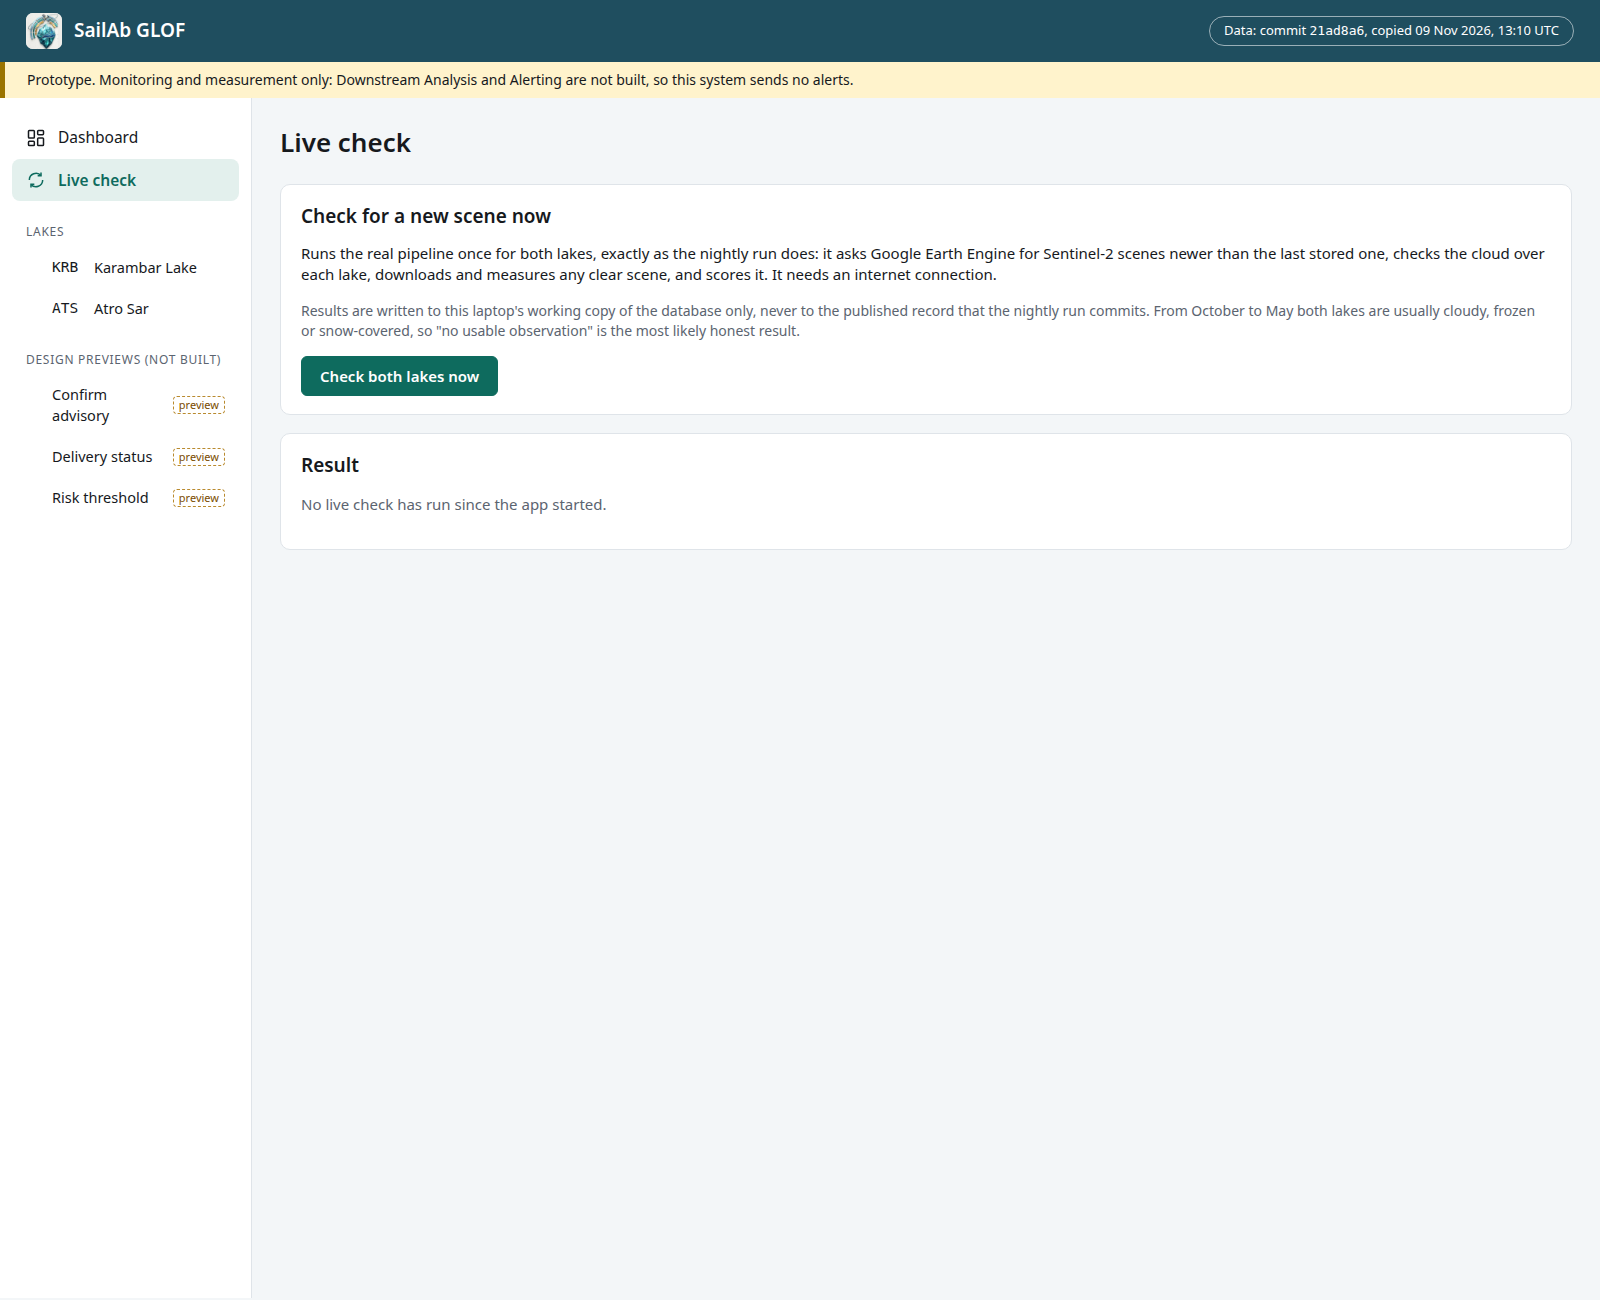 SailAb GLOF
Data: commit 21ad8a6, copied 09 Nov 2026, 13:10 UTC
Prototype. Monitoring and measurement only: Downstream Analysis and Alerting are not built, so this system sends no alerts.
Dashboard
Live check
LAKES
KRB Karambar Lake
ATS Atro Sar
DESIGN PREVIEWS (NOT BUILT)
Confirm
advisory
preview
Delivery status preview
Risk threshold preview
Live check
Check for a new scene now
Runs the real pipeline once for both lakes, exactly as the nightly run does: it asks Google Earth Engine for Sentinel-2 scenes newer than the last stored one, checks the cloud over
each lake, downloads and measures any clear scene, and scores it. It needs an internet connection.
Results are written to this laptop's working copy of the database only, never to the published record that the nightly run commits. From October to May both lakes are usually cloudy, frozen
or snow-covered, so "no usable observation" is the most likely honest result.
Check both lakes now
Result
No live check has run since the app started.